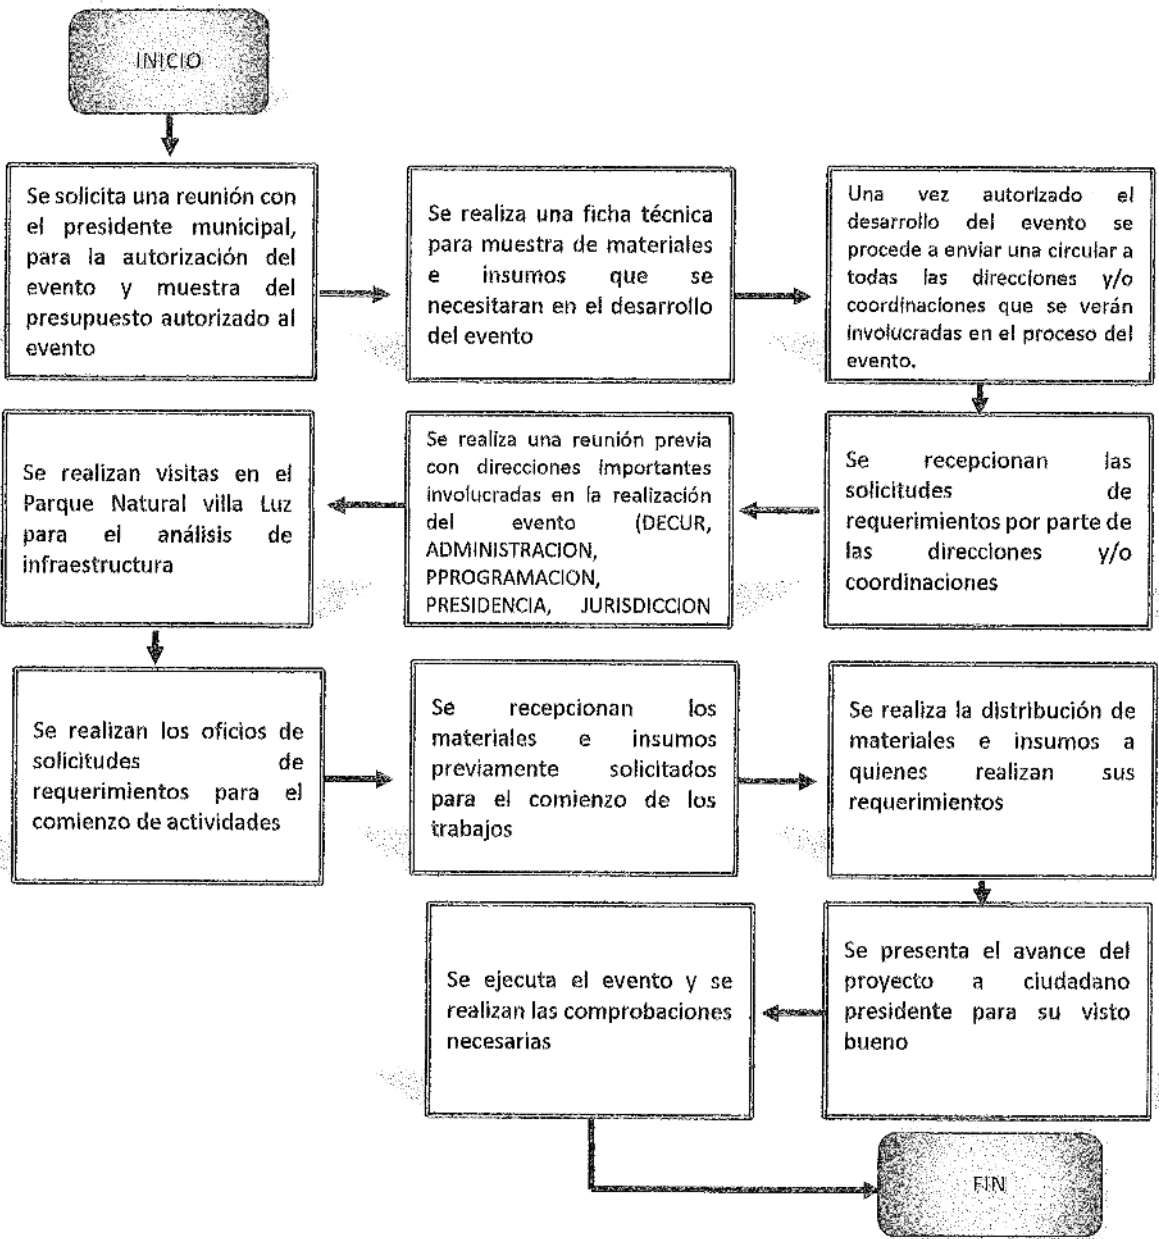 INICIO
Se solicita una reunión con
el presidente municipal,
para la autorización del
evento y muestra del
presupuesto autorizado al
evento
Se realiza una ficha técnica
para muestra de materiales
e insumos que se
necesitaran en el desarrollo
del evento
Una vez autorizado el
desarrollo del evento se
procede a enviar una circular a
todas las direcciones y/o
coordinaciones que se verán
involucradas en el proceso del
evento.
Se recepcionan las
solicitudes de
requerimientos por parte de
las direcciones y/o
coordinaciones
Se realiza una reunión previa
con direcciones importantes
involucradas en la realización
del evento (DECUR,
ADMINISTRACION,
PPROGRAMACION,
PRESIDENCIA, JURISDICCION
Se realizan visitas en el
Parque Natural villa Luz
para el análisis de
infraestructura
Se realizan los oficios de
solicitudes de
requerimientos para el
comienzo de actividades
Se recepcionan los
materiales e insumos
previamente solicitados
para el comienzo de los
trabajos
Se realiza la distribución de
materiales e insumos a
quienes realizan sus
requerimientos
Se presenta el avance del
proyecto a ciudadano
presidente para su visto
bueno
Se ejecuta el evento y se
realizan las comprobaciones
necesarias
FIN